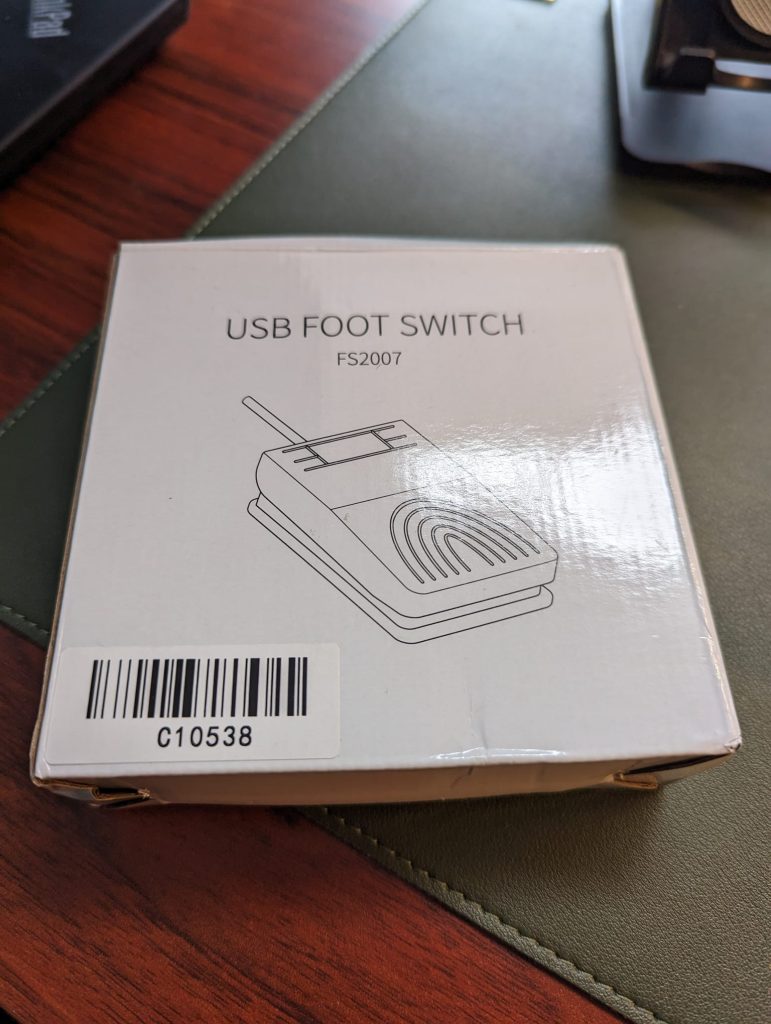 USB FOOT SWITCH
FS2007
C10538